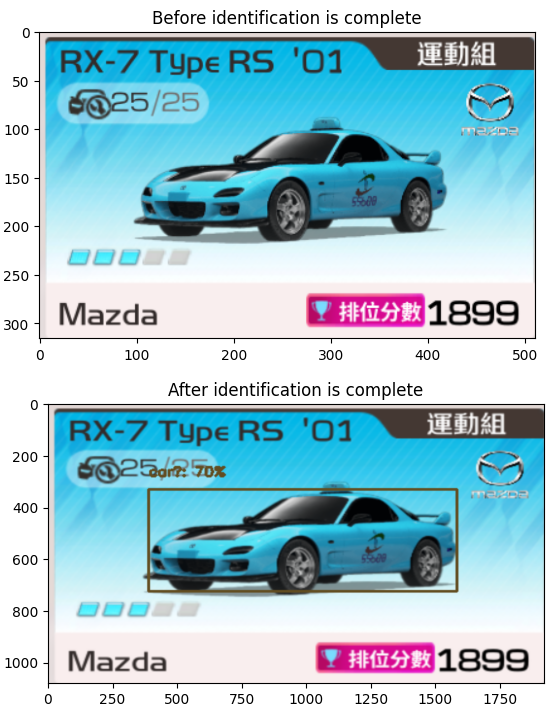 Before identification is complete
0
50
100
150
200
250
300
RX-7 Type RS '01
運動組
25/25
mazda
55600
Mazda
排位分數 1899
0 100 200 300 400 500
After identification is complete
0
200
400
600
800
1000
RX-7 Type RS '01
運動組
25/25
car?: 70%
mazda
55600
Mazda
排位分數 1899
0 250 500 750 1000 1250 1500 1750